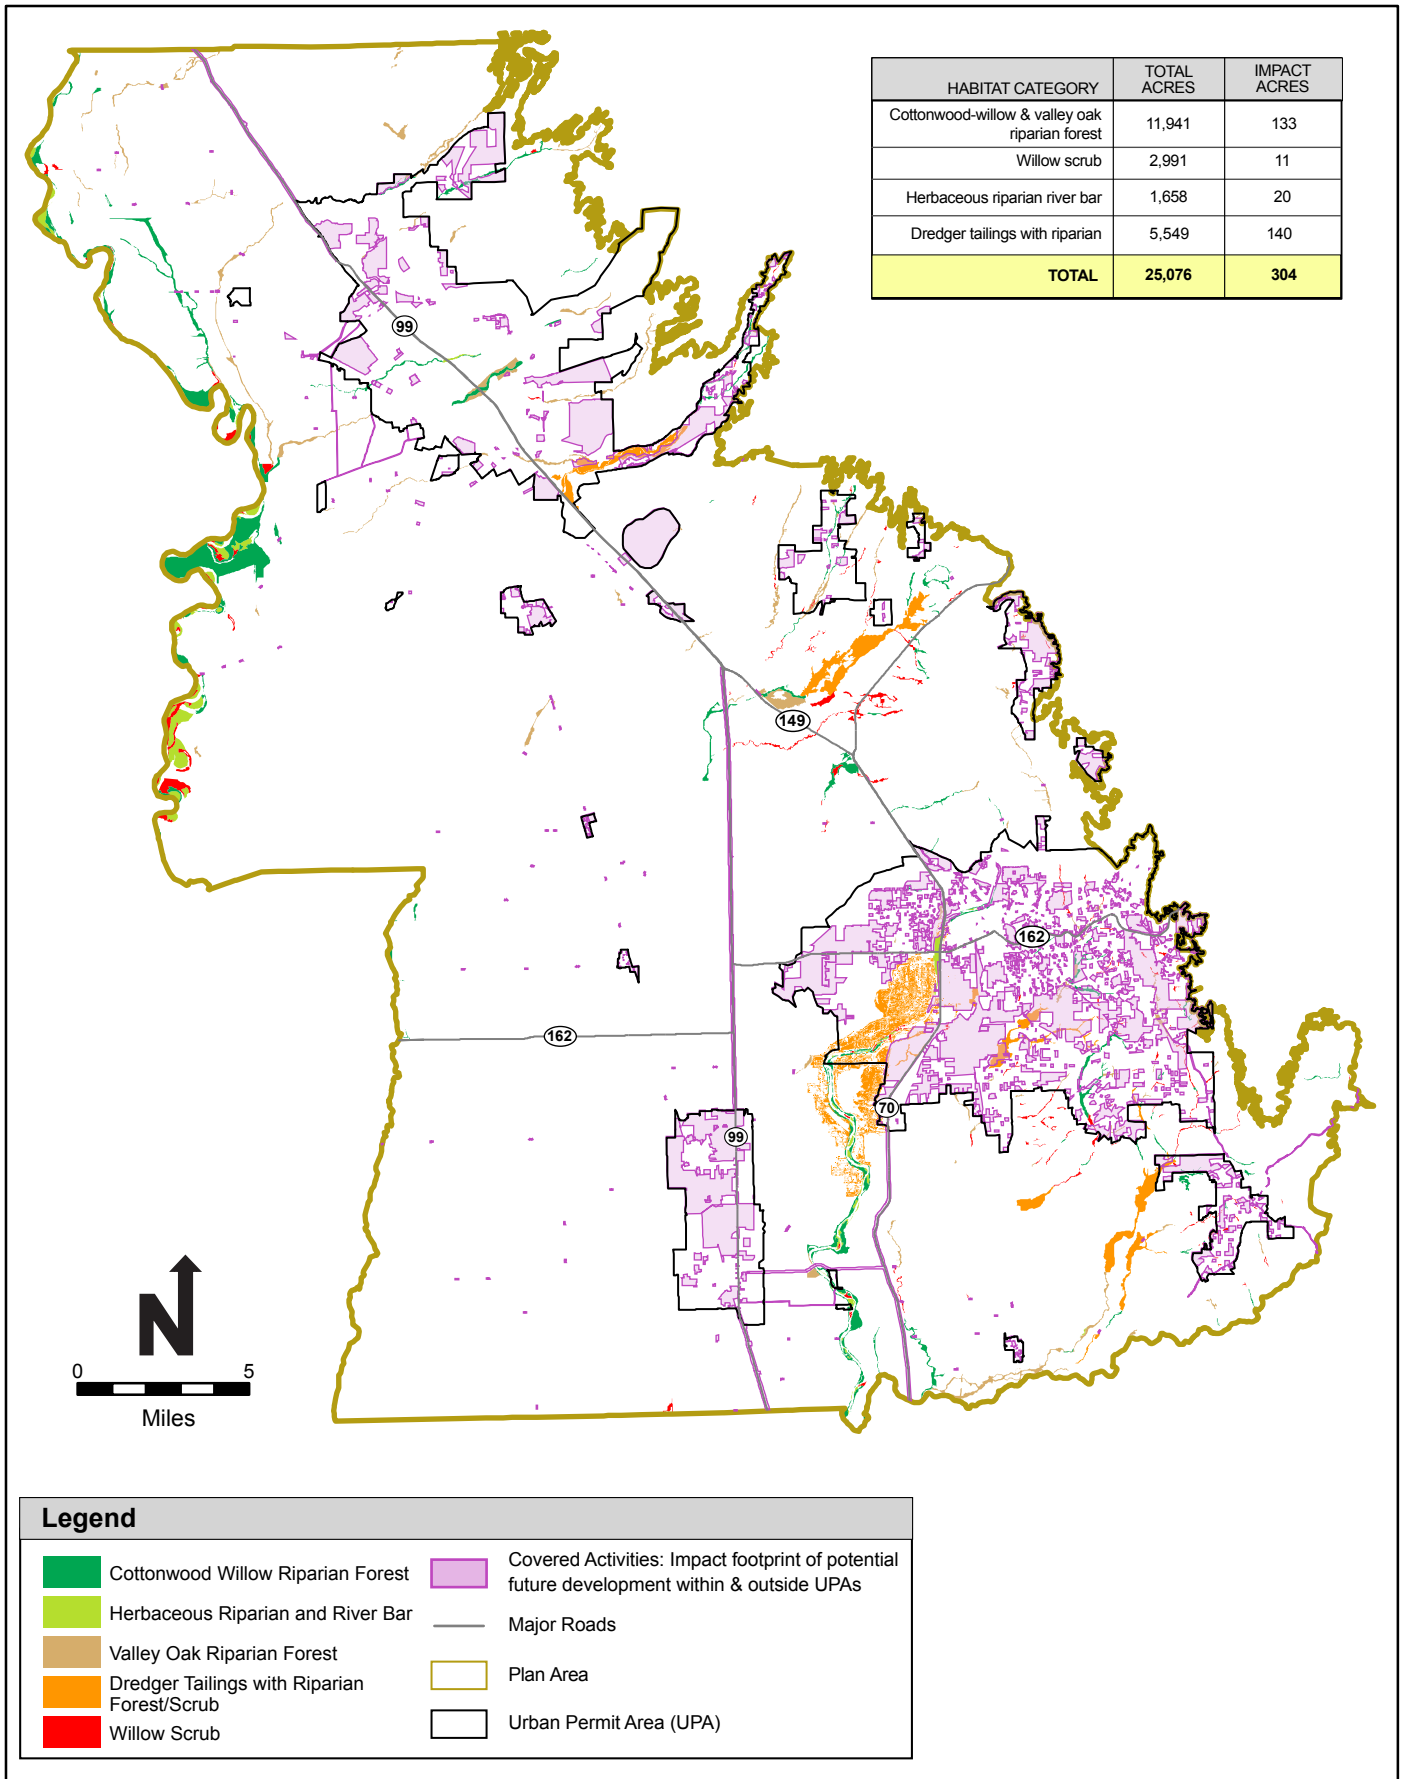 HABITAT CATEGORY
TOTAL
ACRES
IMPACT
ACRES
Cottonwood-willow & valley oak
riparian forest
11,941
133
Willow scrub
2,991
11
Herbaceous riparian river bar
1,658
20
Dredger tailings with riparian
5,549
140
TOTAL
25,076
304
99
149
162
162
70
99
N
0
5
Miles
Legend
Cottonwood Willow Riparian Forest
Herbaceous Riparian and River Bar
Valley Oak Riparian Forest
Dredger Tailings with Riparian
Forest/Scrub
Willow Scrub
Covered Activities: Impact footprint of potential
future development within & outside UPAs
Major Roads
Plan Area
Urban Permit Area (UPA)